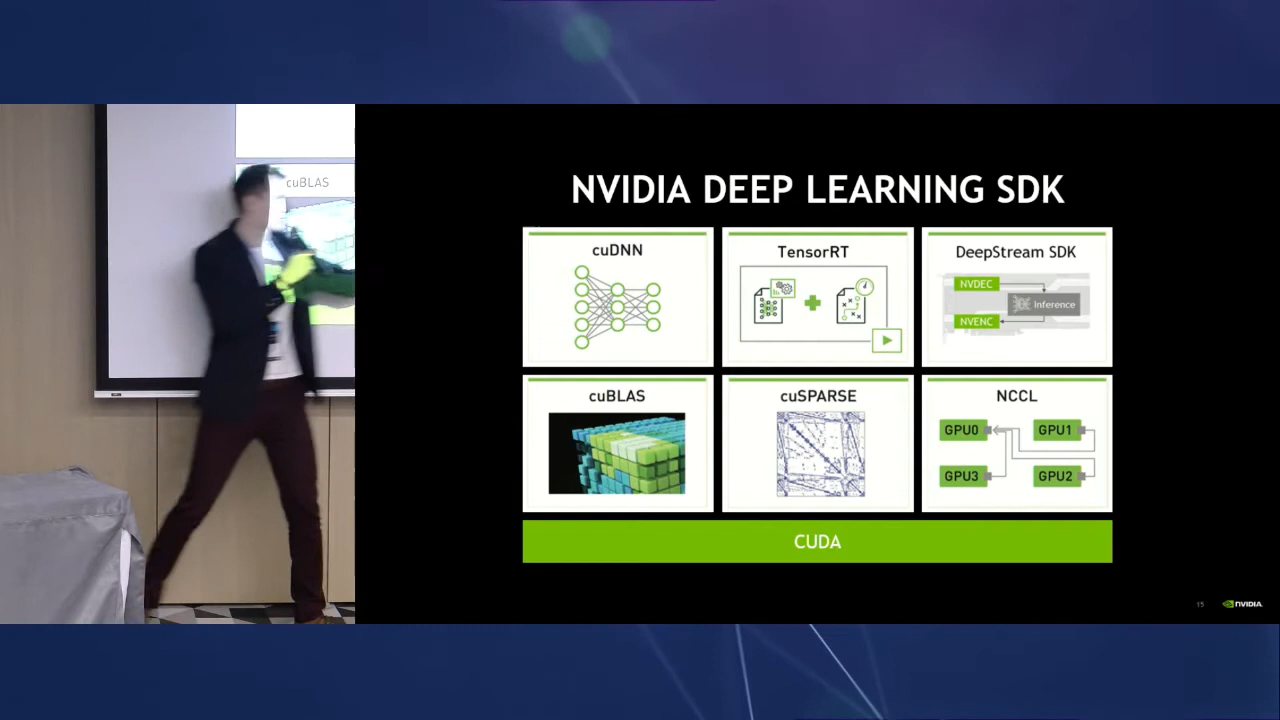 cuBLAS
NVIDIA DEEP LEARNING SDK
cuDNN
TensorRT
DeepStream SDK
NVDEC
Inference
NVENC
cuBLAS
cuSPARSE
NCCL
GPU0
GPU1
GPU3
GPU2
CUDA
15
NVIDIA.